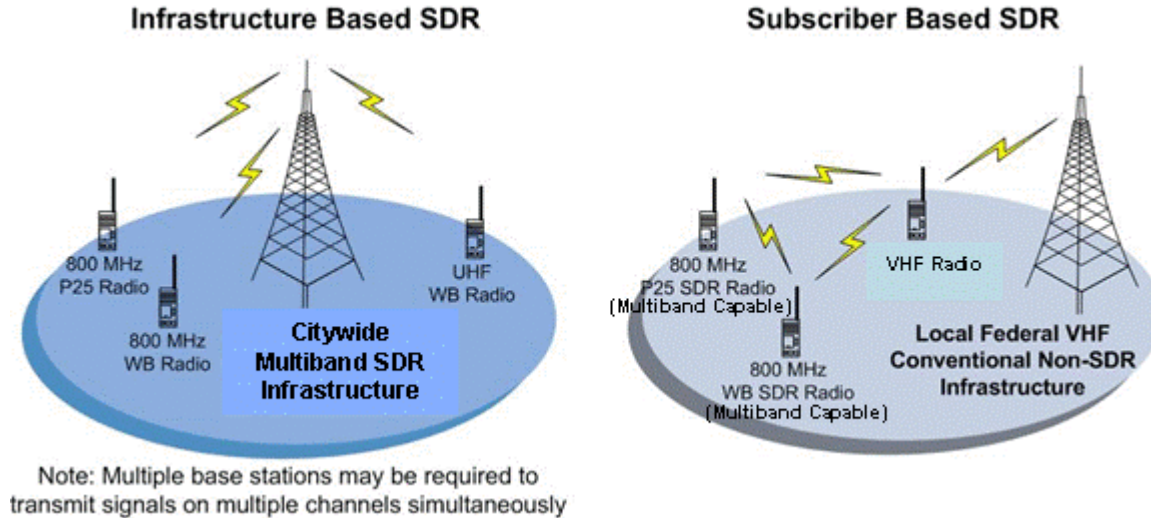 Infrastructure Based SDR
800 MHz
P25 Radio
800 MHz
WB Radio
UHF
WB Radio
Citywide
Multiband SDR
Infrastructure
Note: Multiple base stations may be required to
transmit signals on multiple channels simultaneously
Subscriber Based SDR
800 MHz
P25 SDR Radio
(Multiband Capable)
VHF Radio
800 MHz
WB SDR Radio
(Multiband Capable)
Local Federal VHF
Conventional Non-SDR
Infrastructure